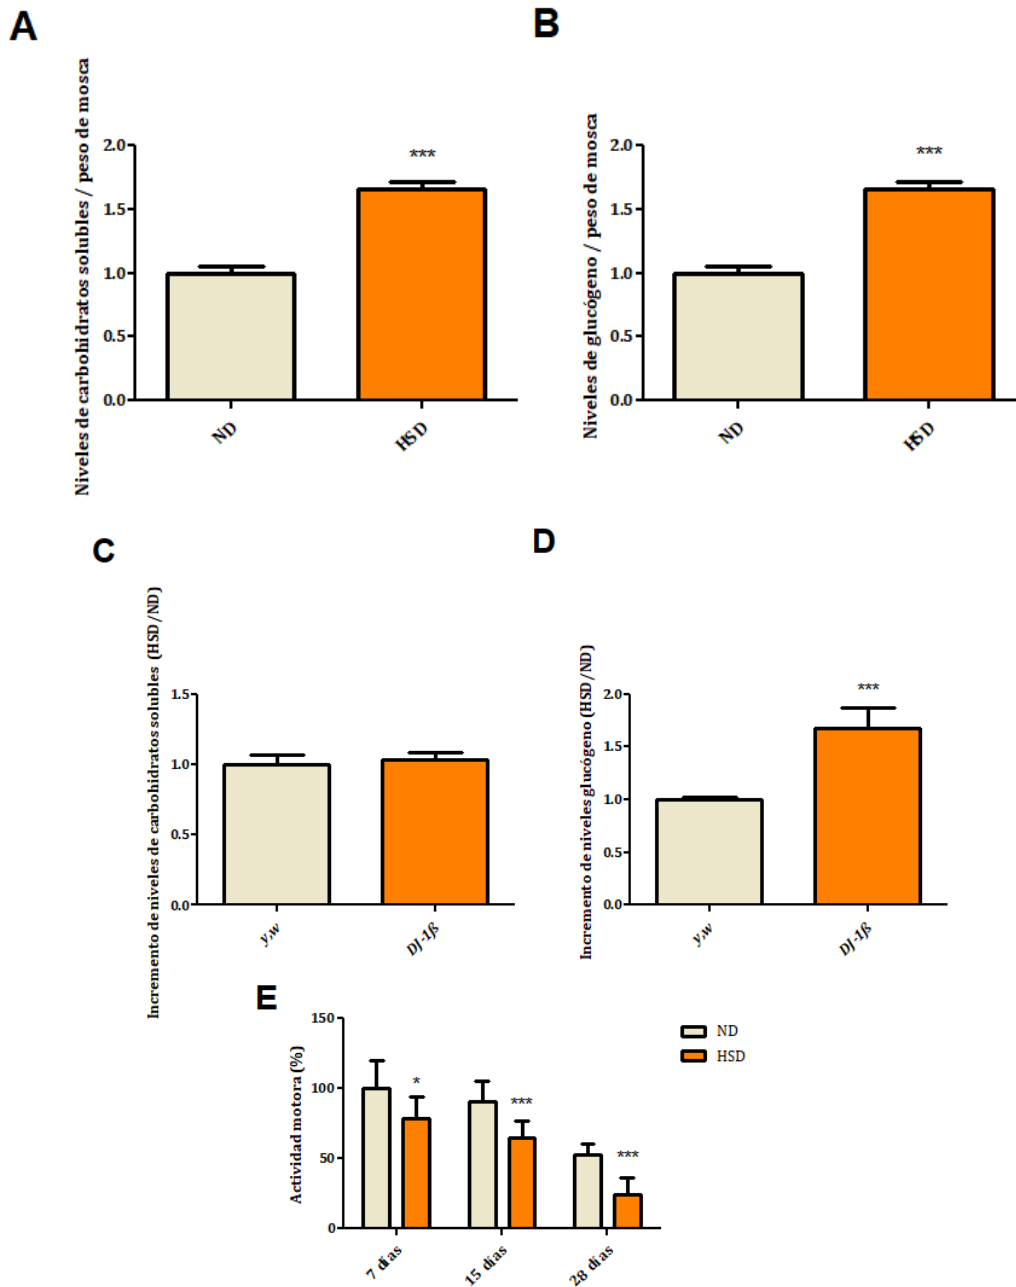 A
Niveles de carbohidratos solubles / peso de mosca
2.0
1.5
1.0
0.5
0.0
***
ND
HSD
B
Niveles de glucógeno / peso de mosca
2.0
1.5
1.0
0.5
0.0
***
ND
HSD
C
Incremento de niveles de carbohidratos solubles (HSD/ND)
1.5
1.0
0.5
0.0
y,w
DJ-1β
D
Incremento de niveles glucógeno (HSD/ND)
2.0
1.5
1.0
0.5
0.0
***
y,w
DJ-1β
E
Actividad motora (%)
150
100
50
0
*
***
***
7 días
15 días
28 días
ND
HSD